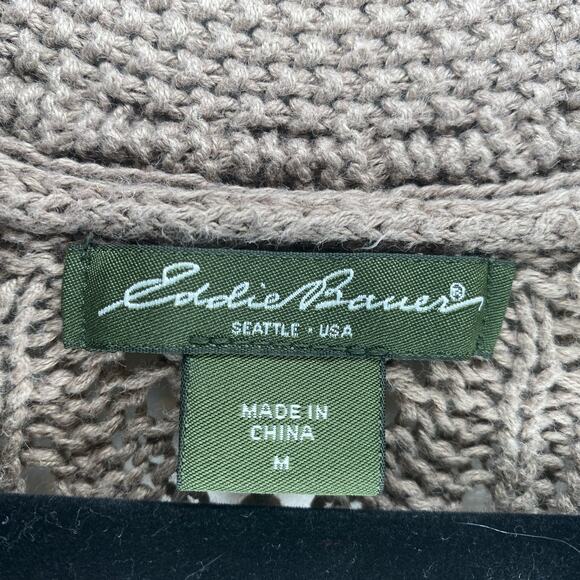 Eddie Bauer®
SEATTLE · USA
MADE IN
CHINA
M